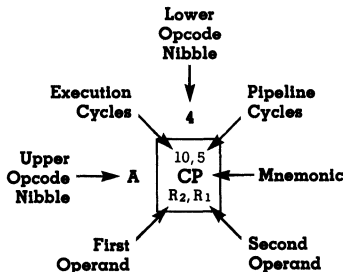 Lower
Opcode
Nibble
Execution
Cycles
Pipeline
Cycles
4
Upper
Opcode
Nibble
A
10,5
CP
R2,R1
Mnemonic
First
Operand
Second
Operand